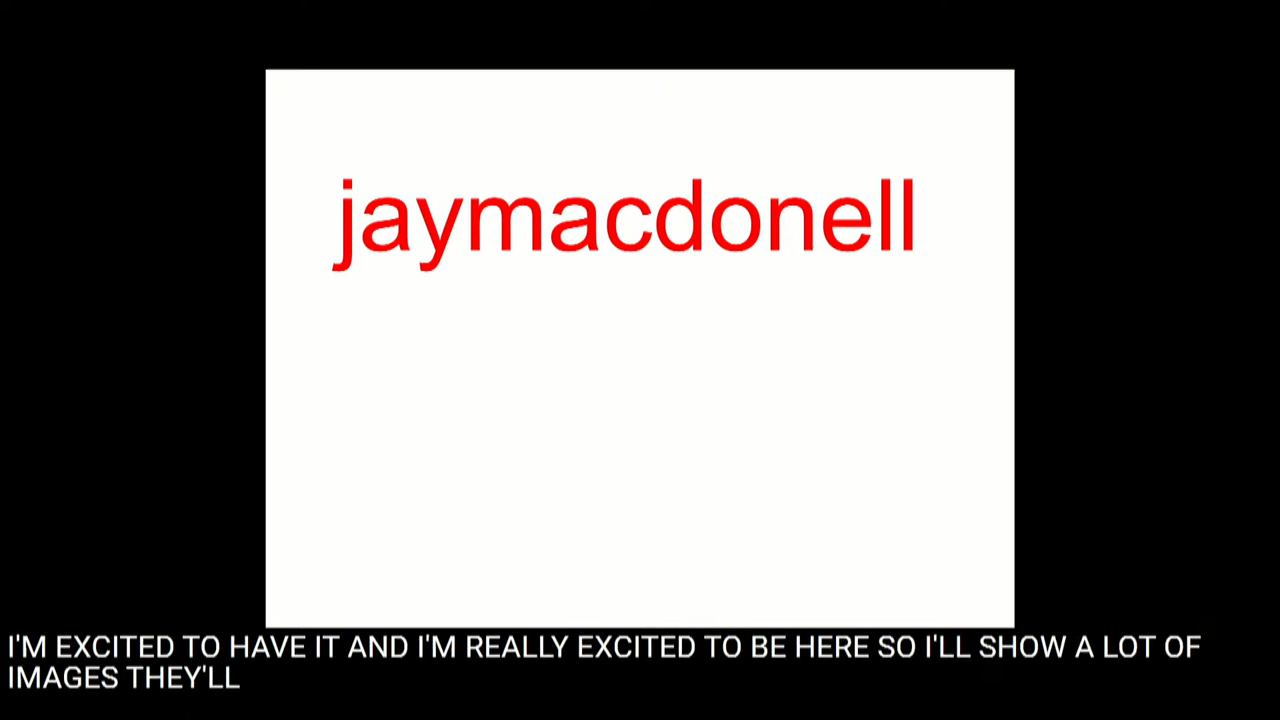 jaymacdonell
I'M EXCITED TO HAVE IT AND I'M REALLY EXCITED TO BE HERE SO I'LL SHOW A LOT OF
IMAGES THEY'LL